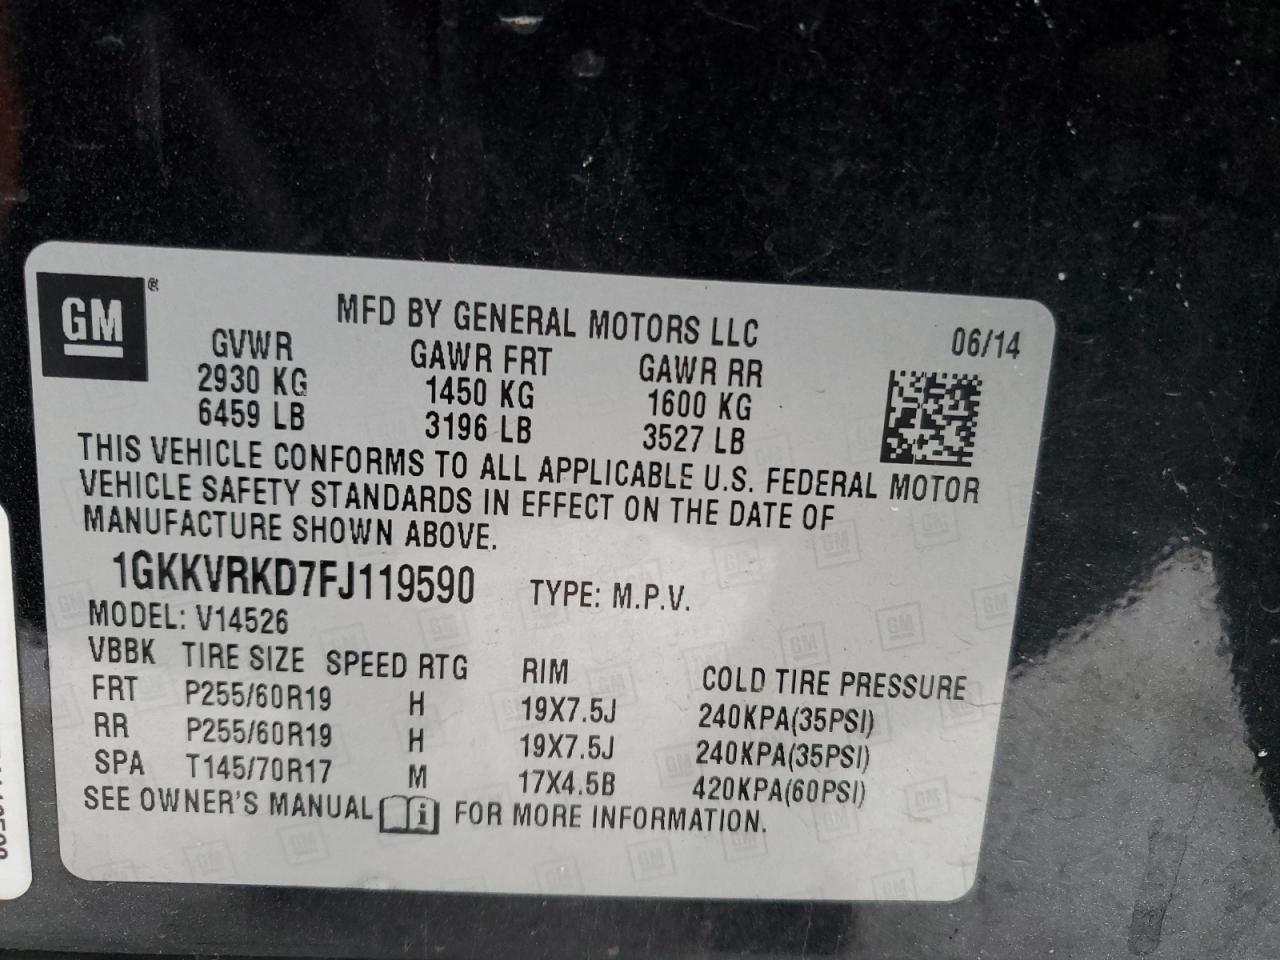 GM®
MFD BY GENERAL MOTORS LLC
06/14
GVWR GAWR FRT GAWR RR
2930 KG 1450 KG 1600 KG
6459 LB 3196 LB 3527 LB
THIS VEHICLE CONFORMS TO ALL APPLICABLE U.S. FEDERAL MOTOR
VEHICLE SAFETY STANDARDS IN EFFECT ON THE DATE OF
MANUFACTURE SHOWN ABOVE.
1GKKVRKD7FJ119590 TYPE: M.P.V.
MODEL: V14526
VBBK TIRE SIZE SPEED RTG RIM COLD TIRE PRESSURE
FRT P255/60R19 H 19X7.5J 240KPA(35PSI)
RR P255/60R19 H 19X7.5J 240KPA(35PSI)
SPA T145/70R17 M 17X4.5B 420KPA(60PSI)
SEE OWNER'S MANUAL i FOR MORE INFORMATION.